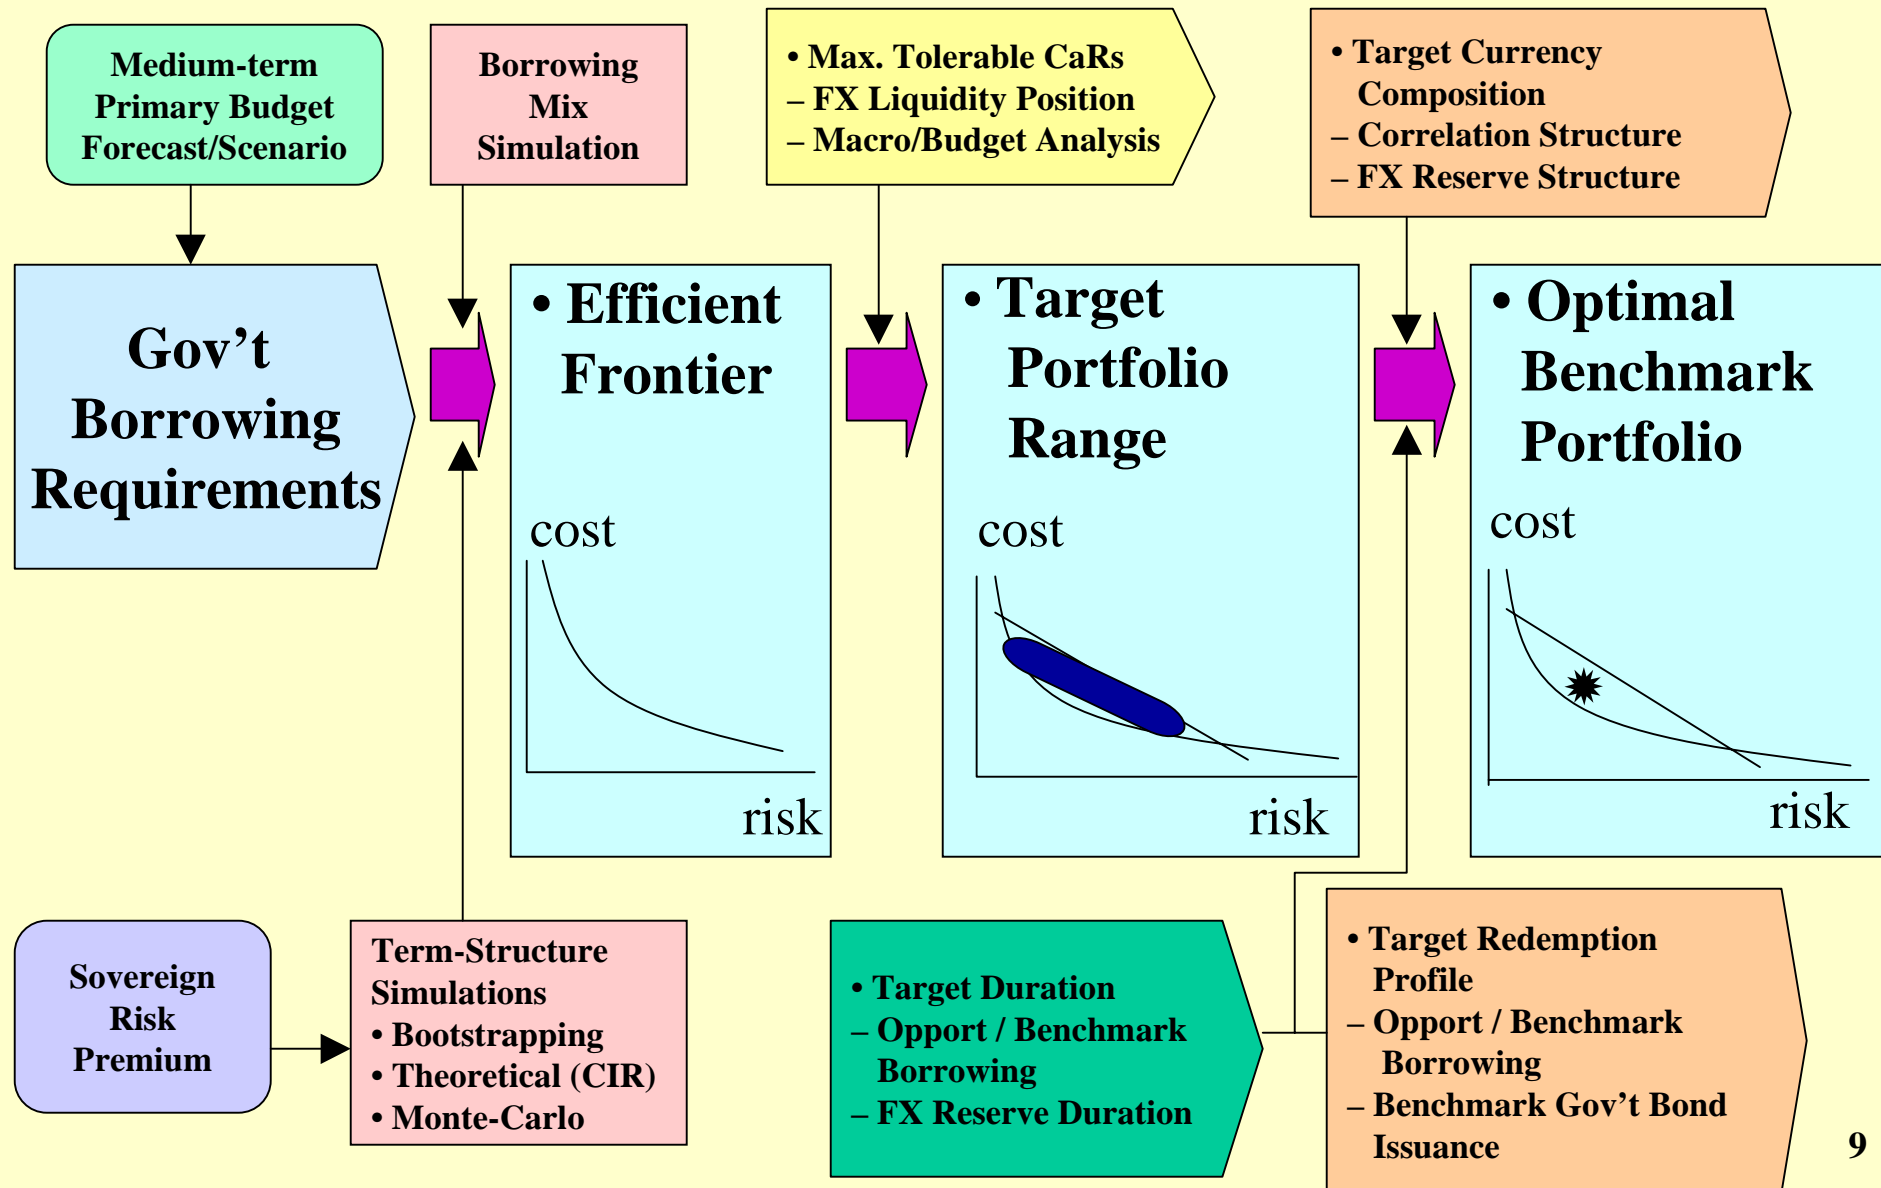 Medium-term
Primary Budget
Forecast/Scenario
Borrowing
Mix
Simulation
• Max. Tolerable CaRs
– FX Liquidity Position
– Macro/Budget Analysis
• Target Currency
Composition
– Correlation Structure
– FX Reserve Structure
Gov’t
Borrowing
Requirements
• Efficient
Frontier
cost
risk
• Target
Portfolio
Range
cost
risk
• Optimal
Benchmark
Portfolio
cost
risk
Sovereign
Risk
Premium
Term-Structure
Simulations
• Bootstrapping
• Theoretical (CIR)
• Monte-Carlo
• Target Duration
– Opport / Benchmark
Borrowing
– FX Reserve Duration
• Target Redemption
Profile
– Opport / Benchmark
Borrowing
– Benchmark Gov’t Bond
Issuance
9